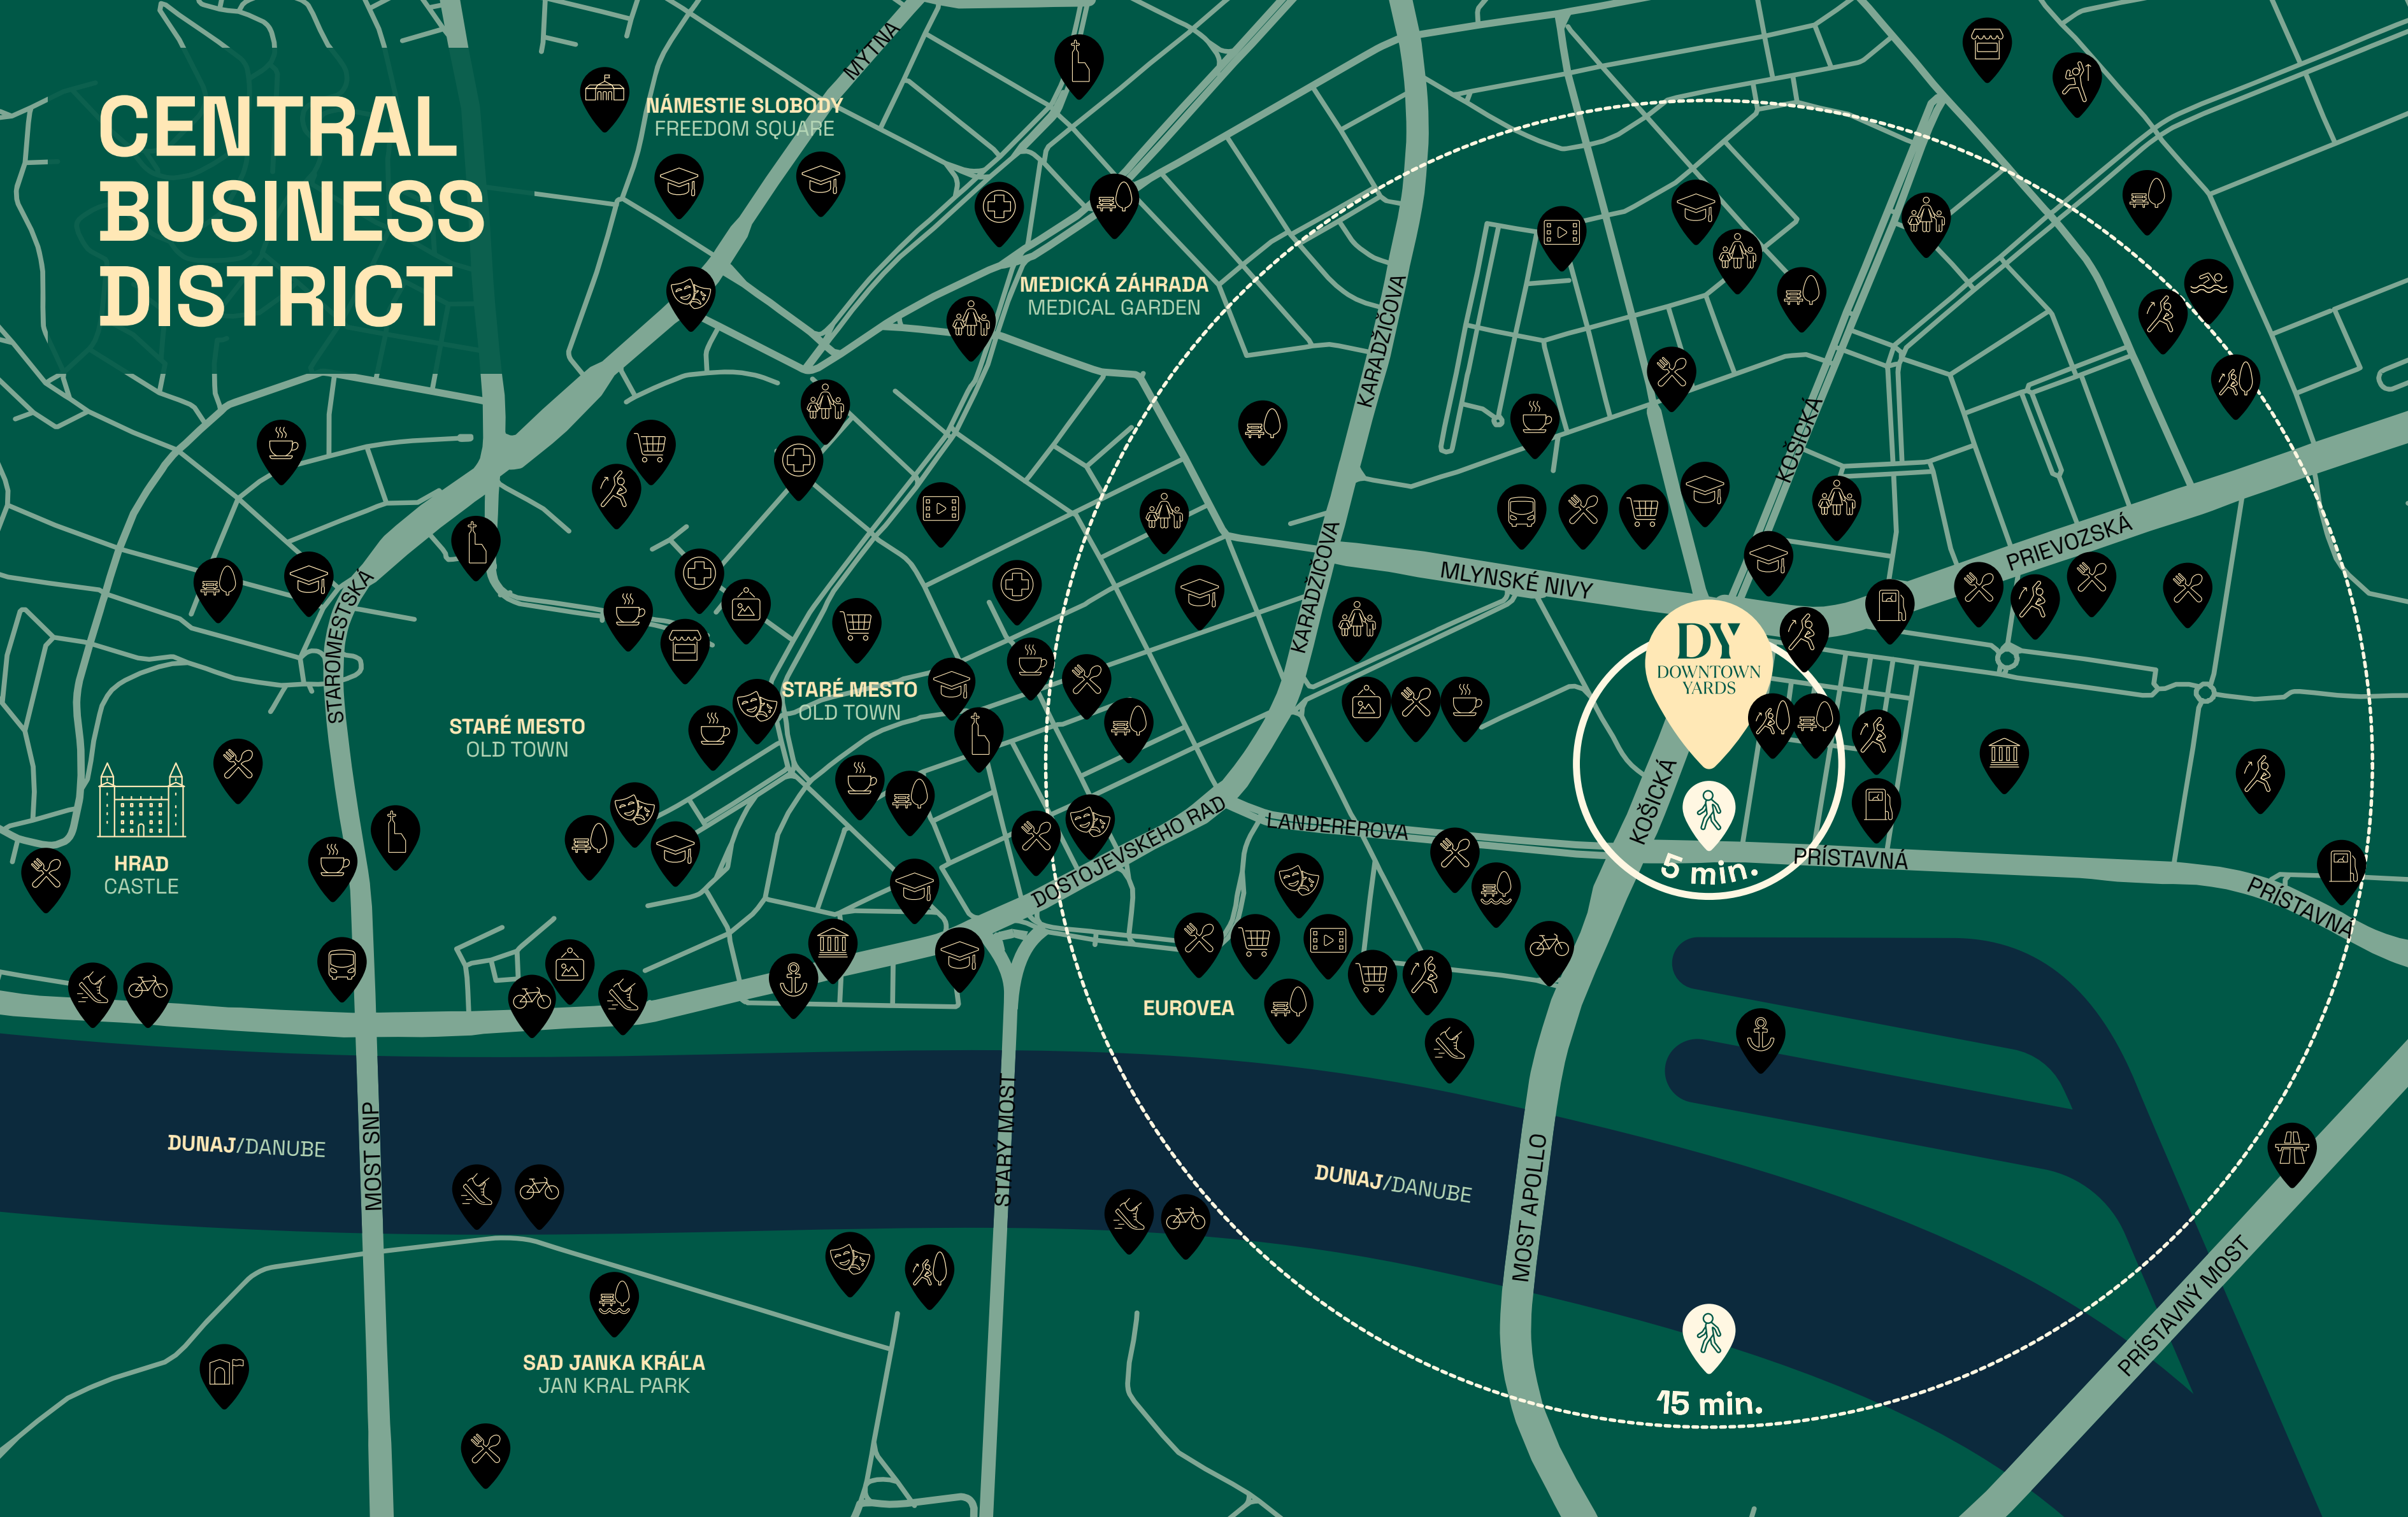 CENTRAL
BUSINESS
DISTRICT
MÝTNA
NÁMESTIE SLOBODY
FREEDOM SQUARE
MEDICKÁ ZÁHRADA
MEDICAL GARDEN
KARADŽIČOVA
KOŠICKÁ
KARADŽIČOVA
MLYNSKÉ NIVY
PRIEVOZSKÁ
STAROMESTSKÁ
DY
DOWNTOWN
YARDS
STARÉ MESTO
OLD TOWN
STARÉ MESTO
OLD TOWN
HRAD
CASTLE
DOSTOJEVSKÉHO RAD
LANDEREROVA
KOŠICKÁ
5 min.
PRÍSTAVNÁ
PRÍSTAVNÁ
EUROVEA
DUNAJ/DANUBE
MOST SNP
STARÝ MOST
DUNAJ/DANUBE
MOST APOLLO
PRÍSTAVNÝ MOST
SAD JANKA KRÁĽA
JAN KRAL PARK
15 min.